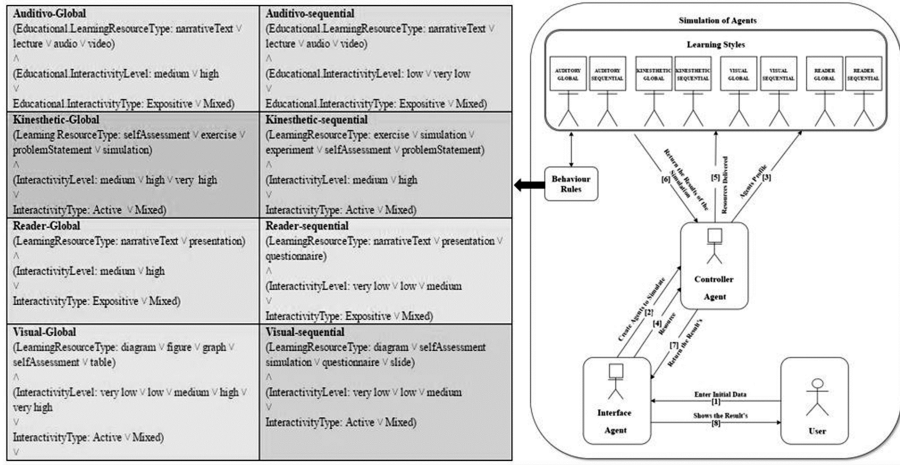 Auditivo-Global
(Educational.LearningResourceType: narrativeText ∨
lecture ∨ audio ∨ video)
∧
(Educational.InteractivityLevel: medium ∨ high
∨
Educational.InteractivityType: Expositive ∨ Mixed)
Auditivo-sequential
(Educational.LearningResourceType: narrativeText ∨
lecture ∨ audio ∨ video)
∧
(Educational.InteractivityLevel: low ∨ very low
∨
Educational.InteractivityType: Expositive ∨ Mixed)
Kinesthetic-Global
(Learning ResourceType: selfAssessment ∨ exercise ∨
problemStatement ∨ simulation)
∧
(InteractivityLevel: medium ∨ high ∨ very high
∨
InteractivityType: Active ∨ Mixed)
Kinesthetic-sequential
(LearningResourceType: exercise ∨ simulation ∨
experiment ∨ selfAssessment ∨ problemStatement)
∧
(InteractivityLevel: medium ∨ high
∨
InteractivityType: Active ∨ Mixed)
Reader-Global
(LearningResourceType: narrativeText ∨ presentation)
∧
(InteractivityLevel: medium ∨ high
∨
InteractivityType: Expositive ∨ Mixed)
Reader-sequential
(LearningResourceType: narrativeText ∨ presentation ∨
questionnaire)
∧
(InteractivityLevel: very low ∨ low ∨ medium
∨
InteractivityType: Expositive ∨ Mixed)
Visual-Global
(LearningResourceType: diagram ∨ figure ∨ graph ∨
selfAssessment ∨ table)
∧
(InteractivityLevel: very low ∨ low ∨ medium ∨ high ∨
very high
∨
InteractivityType: Active ∨ Mixed)
∨
Visual-sequential
(LearningResourceType: diagram ∨ selfAssessment
simulation ∨ questionnaire ∨ slide)
∧
(InteractivityLevel: very low ∨ low ∨ medium
∨
InteractivityType: Active ∨ Mixed)
Simulation of Agents
Learning Styles
AUDITORY
GLOBAL
AUDITORY
SEQUENTIAL
KINESTHETIC
GLOBAL
KINESTHETIC
SEQUENTIAL
VISUAL
GLOBAL
VISUAL
SEQUENTIAL
READER
GLOBAL
READER
SEQUENTIAL
Behaviour
Rules
Return the Results of the
Simulation
[6]
Resources Delivered
[5]
Agents Profile
[3]
Controller
Agent
Create Agents to Simulate
[2]
Resource
[4]
Return the Result's
[7]
Interface
Agent
Enter Initial Data
[1]
Shows the Result's
[8]
User